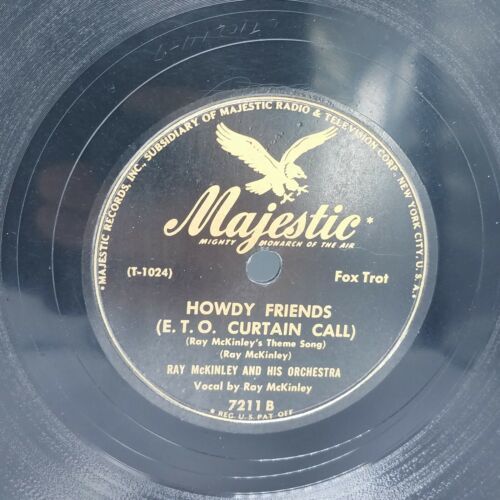 *MAJESTIC RECORDS, INC., SUBSIDIARY OF MAJESTIC RADIO & TELEVISION CORP. NEW YORK CITY, U.S.A.*
Majestic*
MIGHTY MONARCH OF THE AIR
(T-1024)
Fox Trot
HOWDY FRIENDS
(E. T. O. CURTAIN CALL)
(Ray McKinley's Theme Song)
(Ray McKinley)
RAY McKINLEY AND HIS ORCHESTRA
Vocal by Ray McKinley
7211 B
* REG. U.S. PAT. OFF.